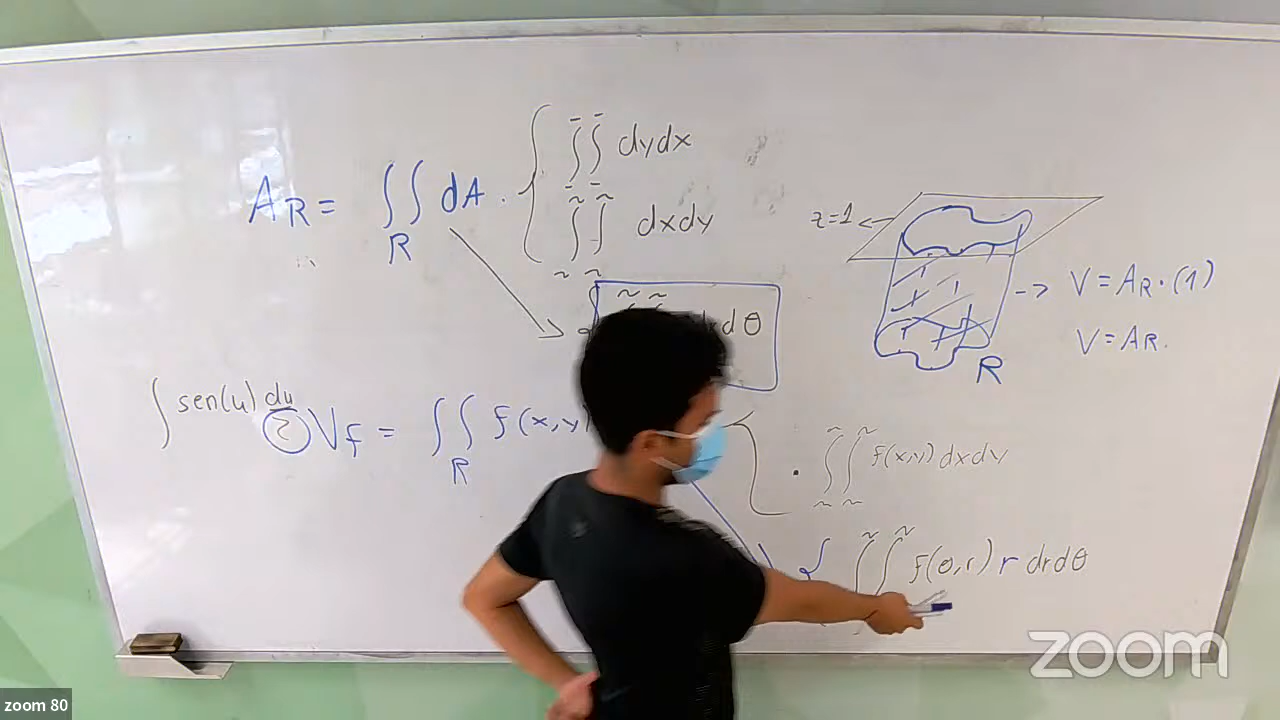 ∫∫ dydx
A_R = ∫∫_R dA .
∫∫ dxdy
z=1
→ V = A_R · (1)
V = A_R.
dθ
R
∫ sen(u) du/2
V_f = ∫∫_R f(x,y)
· ∫∫ f(x,y) dxdy
∫∫ f(θ,r) r drdθ
zoom
zoom 80